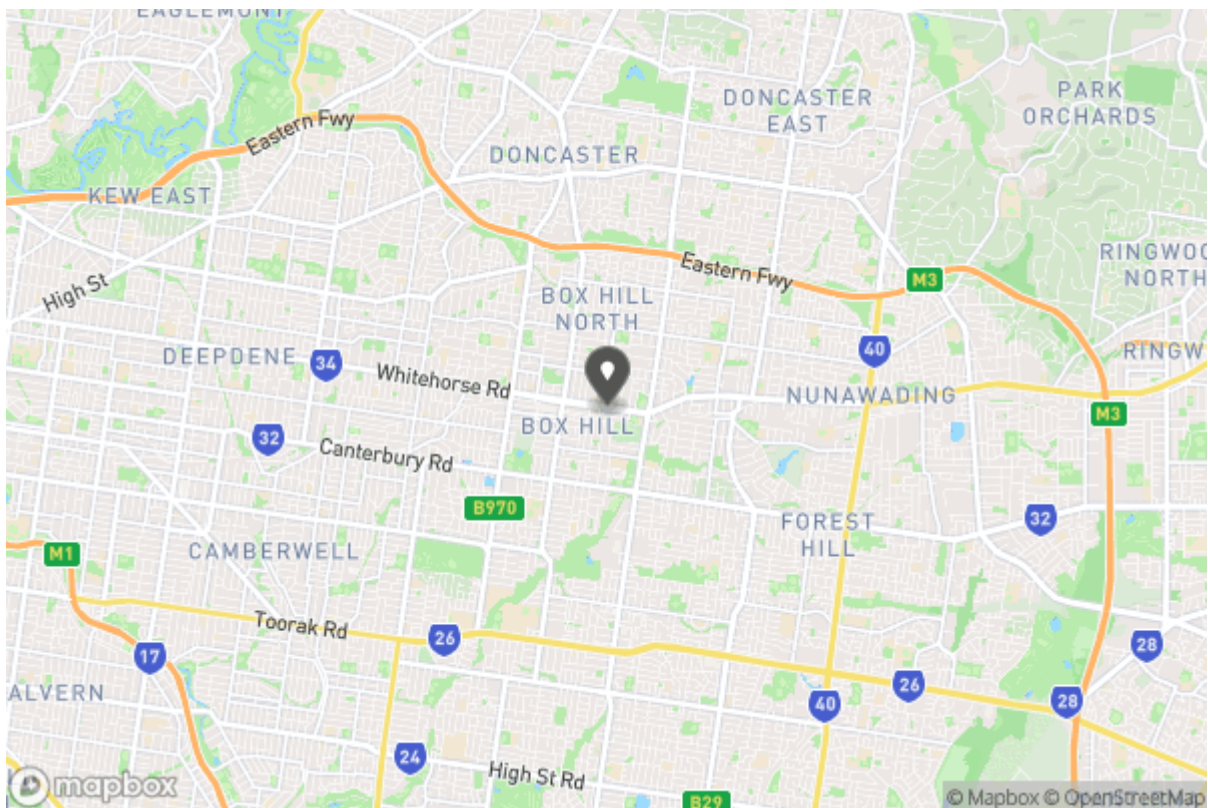 EAGLEMONT
Eastern Fwy
DONCASTER
EAST
PARK
ORCHARDS
DONCASTER
KEW EAST
RINGWOO
NORTH
Eastern Fwy
M3
High St
BOX HILL
NORTH
DEEPDENE
34
40
RINGW
Whitehorse Rd
NUNAWADING
M3
BOX HILL
32
Canterbury Rd
B970
32
FOREST
HILL
CAMBERWELL
M1
Toorak Rd
26
28
17
26
ALVERN
40
28
24
High St Rd
B29
mapbox
© Mapbox © OpenStreetMap